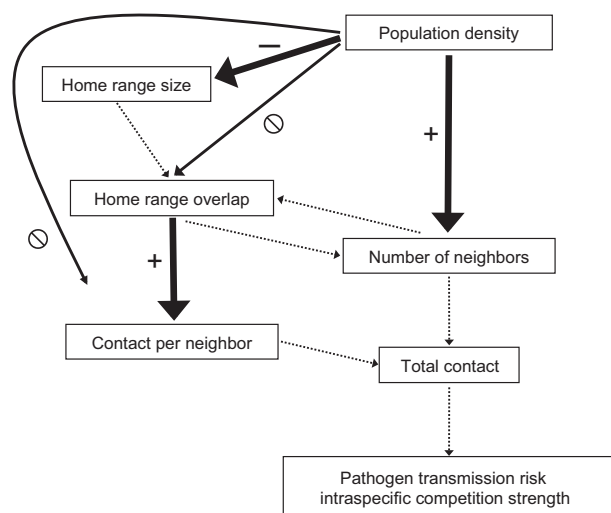 Population density
−
Home range size
+
Home range overlap
+
Number of neighbors
Contact per neighbor
Total contact
Pathogen transmission risk
intraspecific competition strength